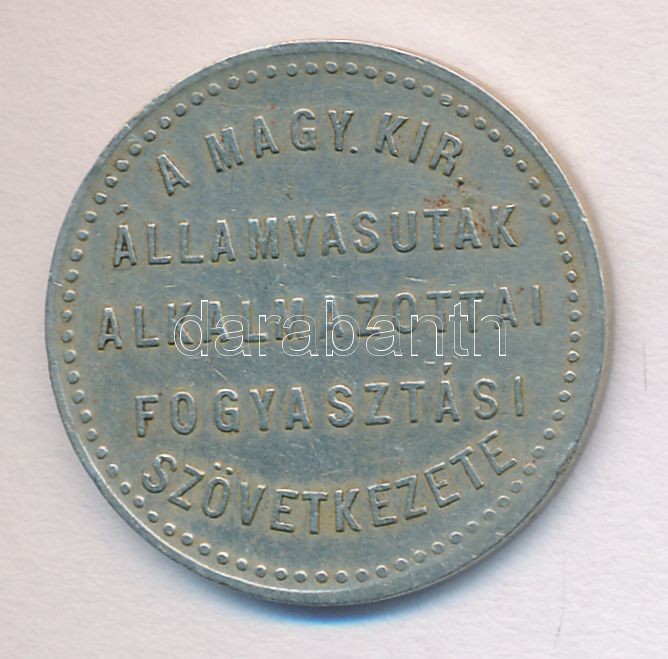 A MAGY. KIR.
ÁLLAMVASUTAK
ALKALMAZOTTAI
FOGYASZTÁSI
SZÖVETKEZETE
darabanth